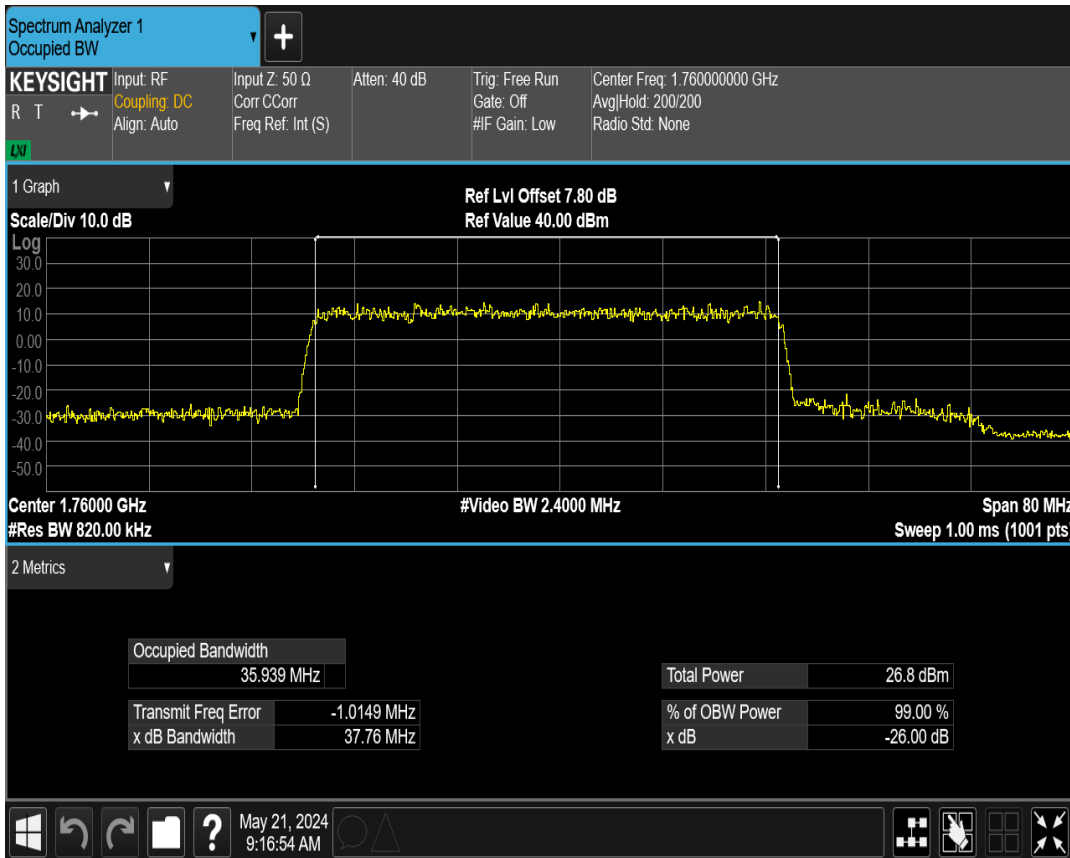 Spectrum Analyzer 1
Occupied BW
+
KEYSIGHT Input: RF Input Z: 50 Ω Atten: 40 dB Trig: Free Run Center Freq: 1.760000000 GHz
R T Coupling: DC Corr CCorr Gate: Off Avg|Hold: 200/200
Align: Auto Freq Ref: Int (S) #IF Gain: Low Radio Std: None
LXI
1 Graph
Ref Lvl Offset 7.80 dB
Scale/Div 10.0 dB Ref Value 40.00 dBm
Log
30.0
20.0
10.0
0.00
-10.0
-20.0
-30.0
-40.0
-50.0
Center 1.76000 GHz #Video BW 2.4000 MHz Span 80 MHz
#Res BW 820.00 kHz Sweep 1.00 ms (1001 pts)
2 Metrics
Occupied Bandwidth
35.939 MHz Total Power 26.8 dBm
Transmit Freq Error -1.0149 MHz % of OBW Power 99.00 %
x dB Bandwidth 37.76 MHz x dB -26.00 dB
? May 21, 2024
9:16:54 AM